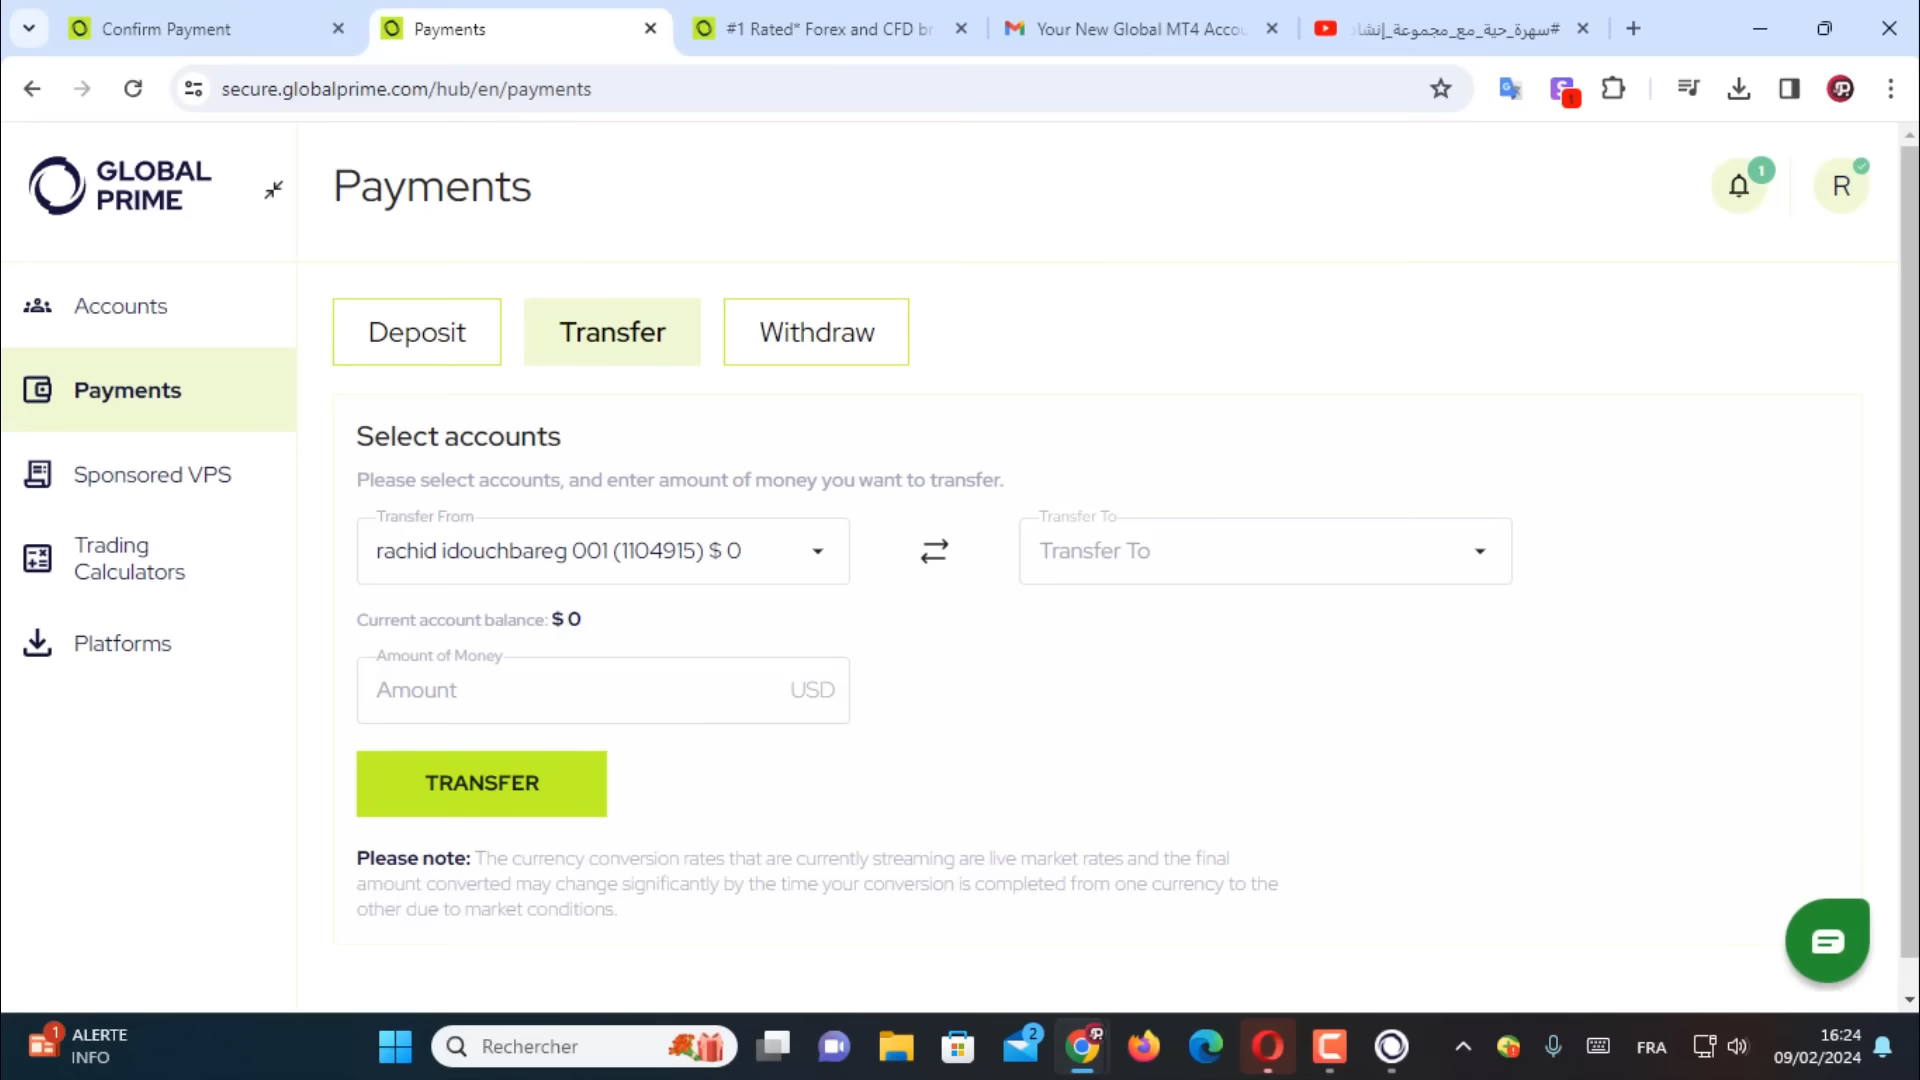 Confirm Payment
Payments
#1 Rated* Forex and CFD br
Your New Global MT4 Accou
#سهرة_حية_مع_مجموعة_إنشاد
secure.globalprime.com/hub/en/payments
1
GLOBAL
PRIME
Payments
1
R
Accounts
Payments
Sponsored VPS
Trading
Calculators
Platforms
Deposit
Transfer
Withdraw
Select accounts
Please select accounts, and enter amount of money you want to transfer.
Transfer From
rachid idouchbareg 001 (1104915) $ 0
Transfer To
Transfer To
Current account balance: $ 0
Amount of Money
Amount
USD
TRANSFER
Please note: The currency conversion rates that are currently streaming are live market rates and the final
amount converted may change significantly by the time your conversion is completed from one currency to the
other due to market conditions.
1
ALERTE
INFO
Rechercher
2
FRA
16:24
09/02/2024